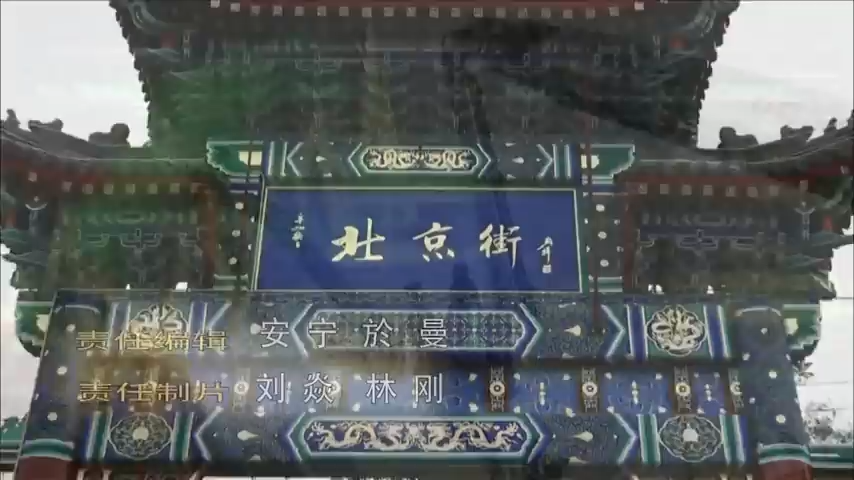 北京街
责任编辑 安宁 於曼
责任制片 刘焱 林刚